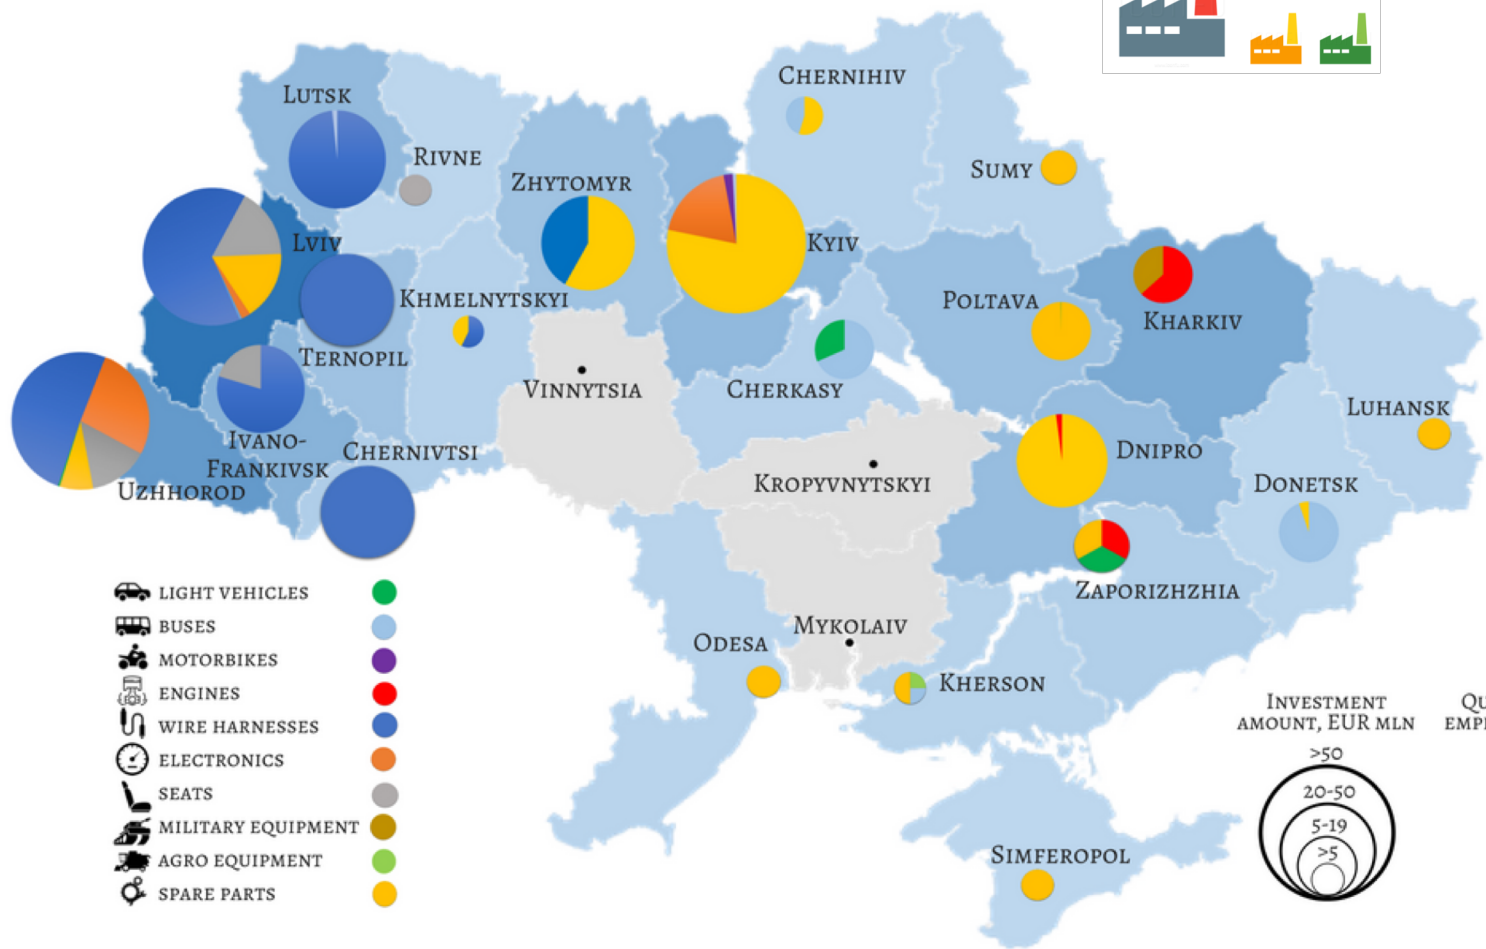 CHERNIHIV
LUTSK
RIVNE
SUMY
ZHYTOMYR
LVIV
KYIV
KHMELNYTSKYI
POLTAVA
KHARKIV
TERNOPIL
VINNYTSIA
CHERKASY
LUHANSK
IVANO-
FRANKIVSK
CHERNIVTSI
DNIPRO
UZHHOROD
KROPYVNYTSKYI
DONETSK
ZAPORIZHZHIA
MYKOLAIV
ODESA
KHERSON
SIMFEROPOL
LIGHT VEHICLES
BUSES
MOTORBIKES
ENGINES
WIRE HARNESSES
ELECTRONICS
SEATS
MILITARY EQUIPMENT
AGRO EQUIPMENT
SPARE PARTS
INVESTMENT
AMOUNT, EUR MLN
>50
20-50
5-19
>5